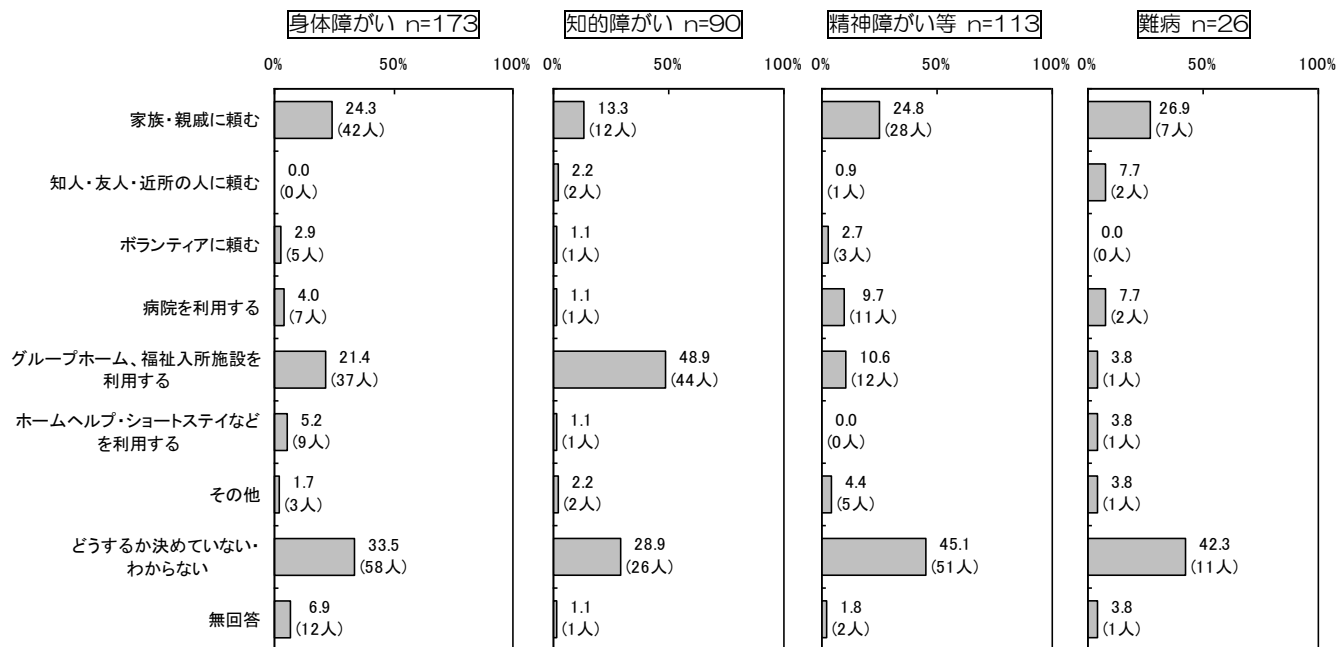 身体障がい n=173
知的障がい n=90
精神障がい等 n=113
難病 n=26
0% 50% 100%
0% 50% 100%
0% 50% 100%
0% 50% 100%
家族・親戚に頼む
24.3
(42人)
13.3
(12人)
24.8
(28人)
26.9
(7人)
知人・友人・近所の人に頼む
0.0
(0人)
2.2
(2人)
0.9
(1人)
7.7
(2人)
ボランティアに頼む
2.9
(5人)
1.1
(1人)
2.7
(3人)
0.0
(0人)
病院を利用する
4.0
(7人)
1.1
(1人)
9.7
(11人)
7.7
(2人)
グループホーム、福祉入所施設を
利用する
21.4
(37人)
48.9
(44人)
10.6
(12人)
3.8
(1人)
ホームヘルプ・ショートステイなど
を利用する
5.2
(9人)
1.1
(1人)
0.0
(0人)
3.8
(1人)
その他
1.7
(3人)
2.2
(2人)
4.4
(5人)
3.8
(1人)
どうするか決めていない・
わからない
33.5
(58人)
28.9
(26人)
45.1
(51人)
42.3
(11人)
無回答
6.9
(12人)
1.1
(1人)
1.8
(2人)
3.8
(1人)